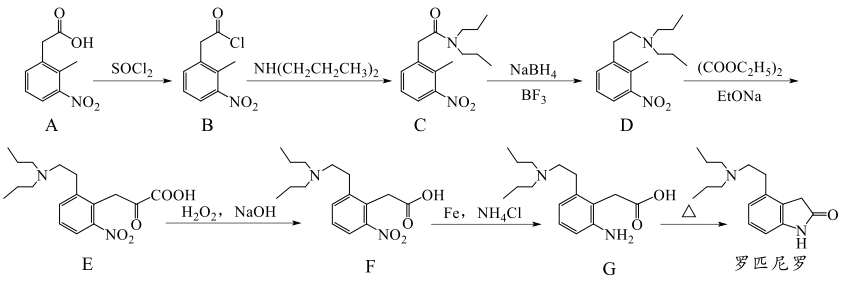 O
OH
NO₂
A
SOCl₂
O
Cl
NO₂
B
NH(CH₂CH₂CH₃)₂
O
N
NO₂
C
NaBH₄
BF₃
N
NO₂
D
(COOC₂H₅)₂
EtONa
N
COOH
O
NO₂
E
H₂O₂，NaOH
N
OH
O
NO₂
F
Fe，NH₄Cl
N
OH
O
NH₂
G
△
N
O
N
H
罗匹尼罗